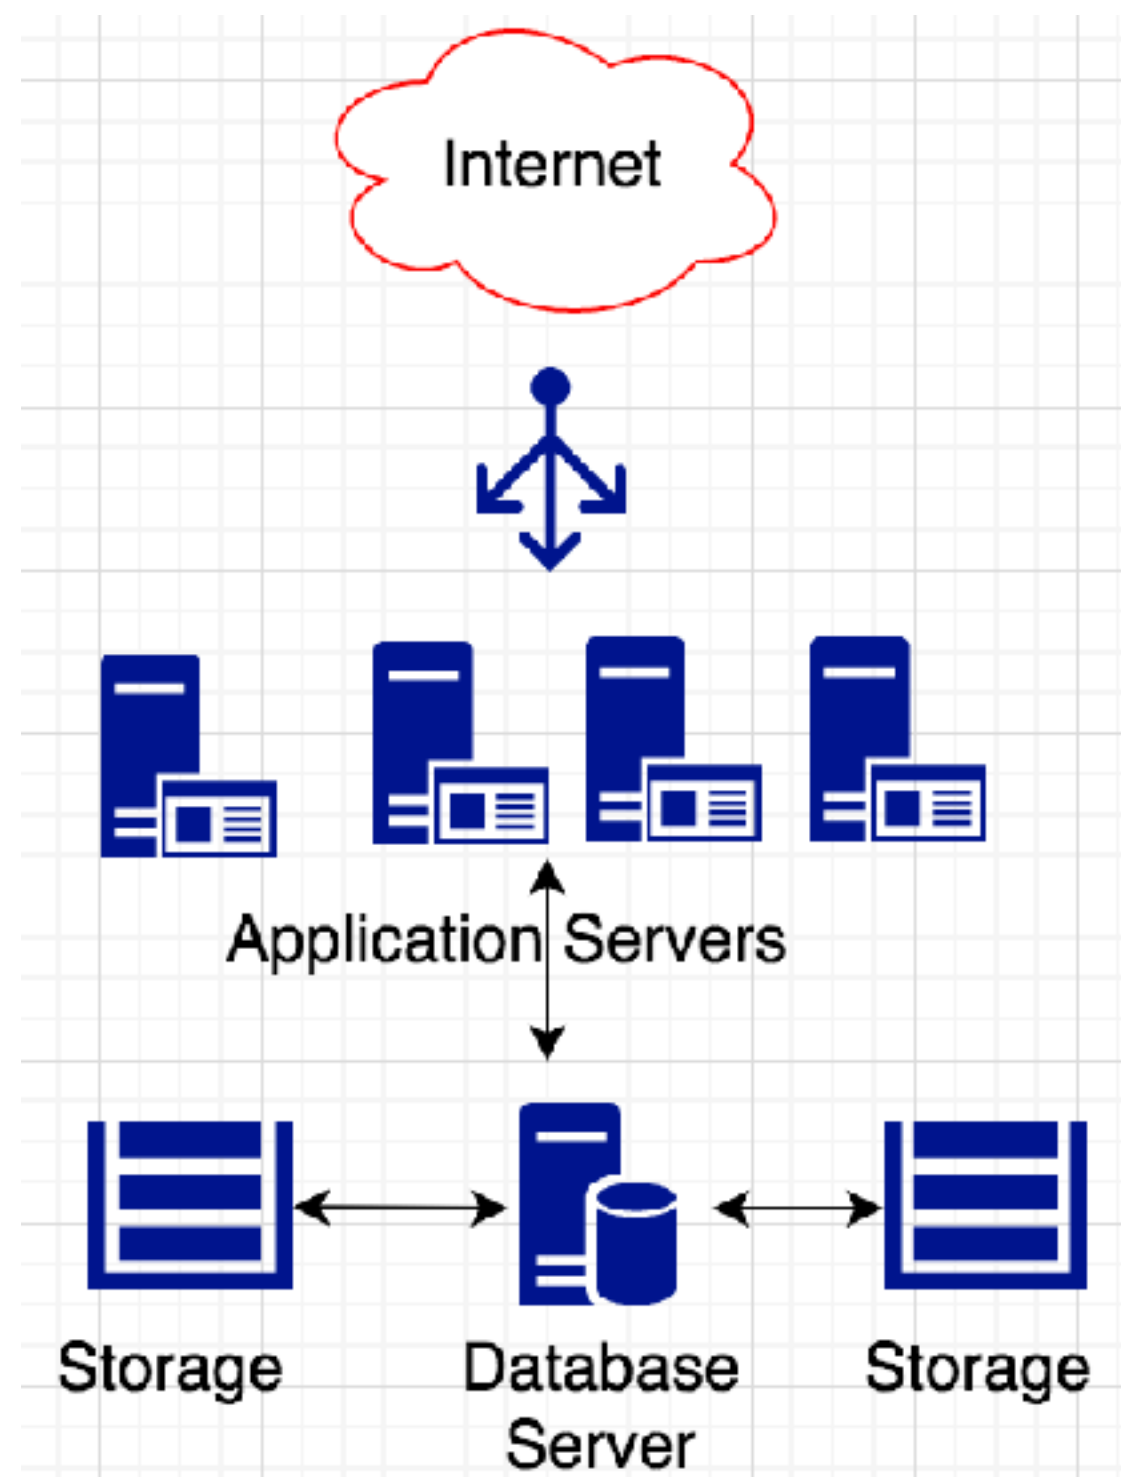 Internet
Application Servers
Storage
Database
Server
Storage